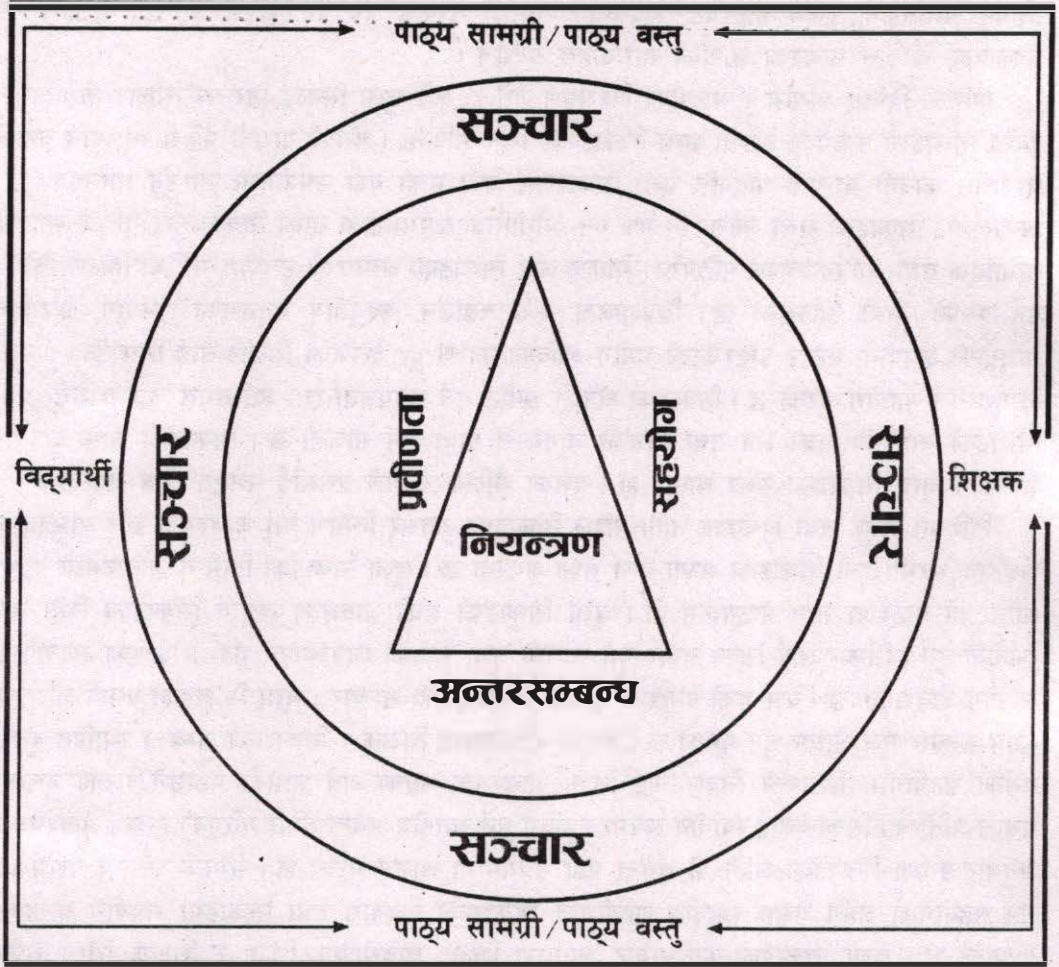 पाठ्य सामग्री/पाठ्य वस्तु
सञ्चार
प्रवीणता
सहयोग
सञ्चार
विद्यार्थी
सञ्चार
शिक्षक
नियन्त्रण
अन्तरसम्बन्ध
सञ्चार
पाठ्य सामग्री/पाठ्य वस्तु